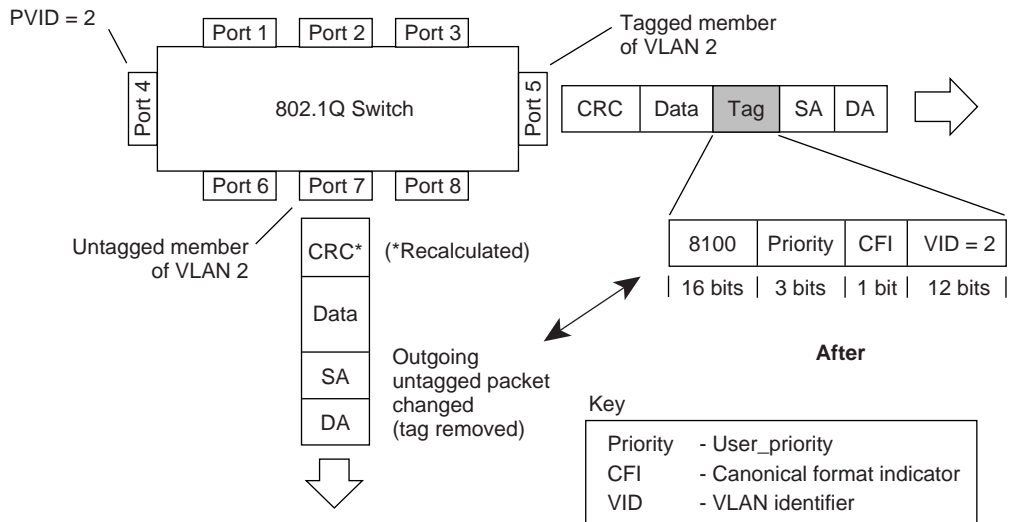 PVID = 2
Port 1
Port 2
Port 3
Tagged member
of VLAN 2
Port 4
802.1Q Switch
Port 5
CRC
Data
Tag
SA
DA
Port 6
Port 7
Port 8
Untagged member
of VLAN 2
CRC*
(*Recalculated)
Data
SA
DA
8100
Priority
CFI
VID = 2
16 bits
3 bits
1 bit
12 bits
After
Outgoing
untagged packet
changed
(tag removed)
Key
Priority - User_priority
CFI - Canonical format indicator
VID - VLAN identifier